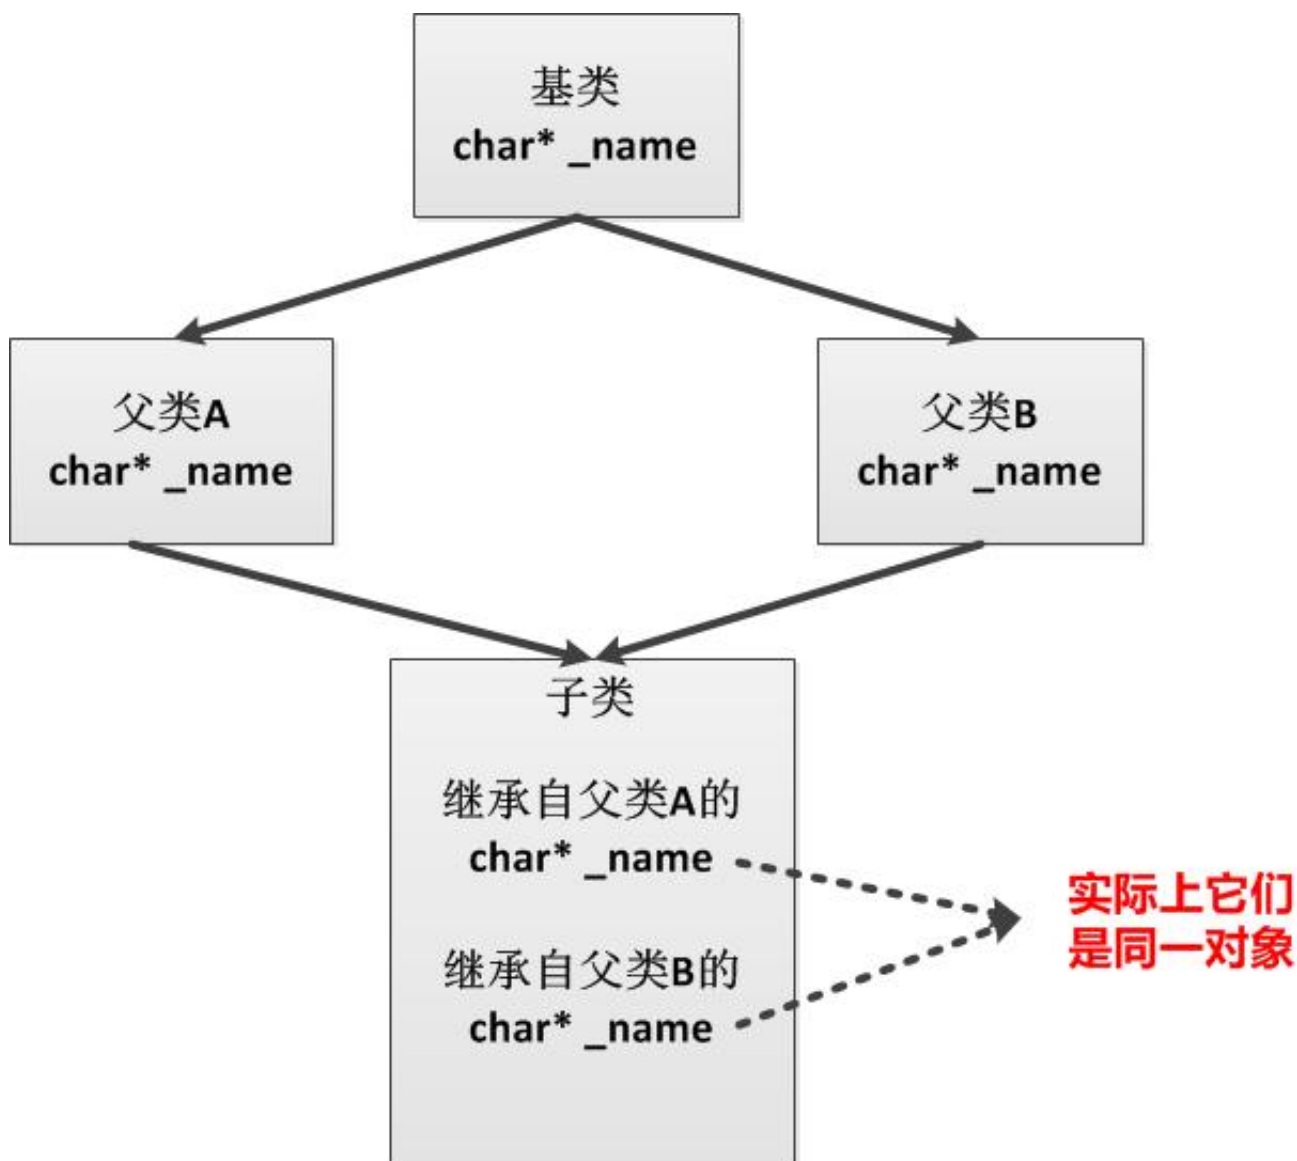 基类
char* _name
父类A
char* _name
父类B
char* _name
子类
继承自父类A的
char* _name
继承自父类B的
char* _name
实际上它们
是同一对象